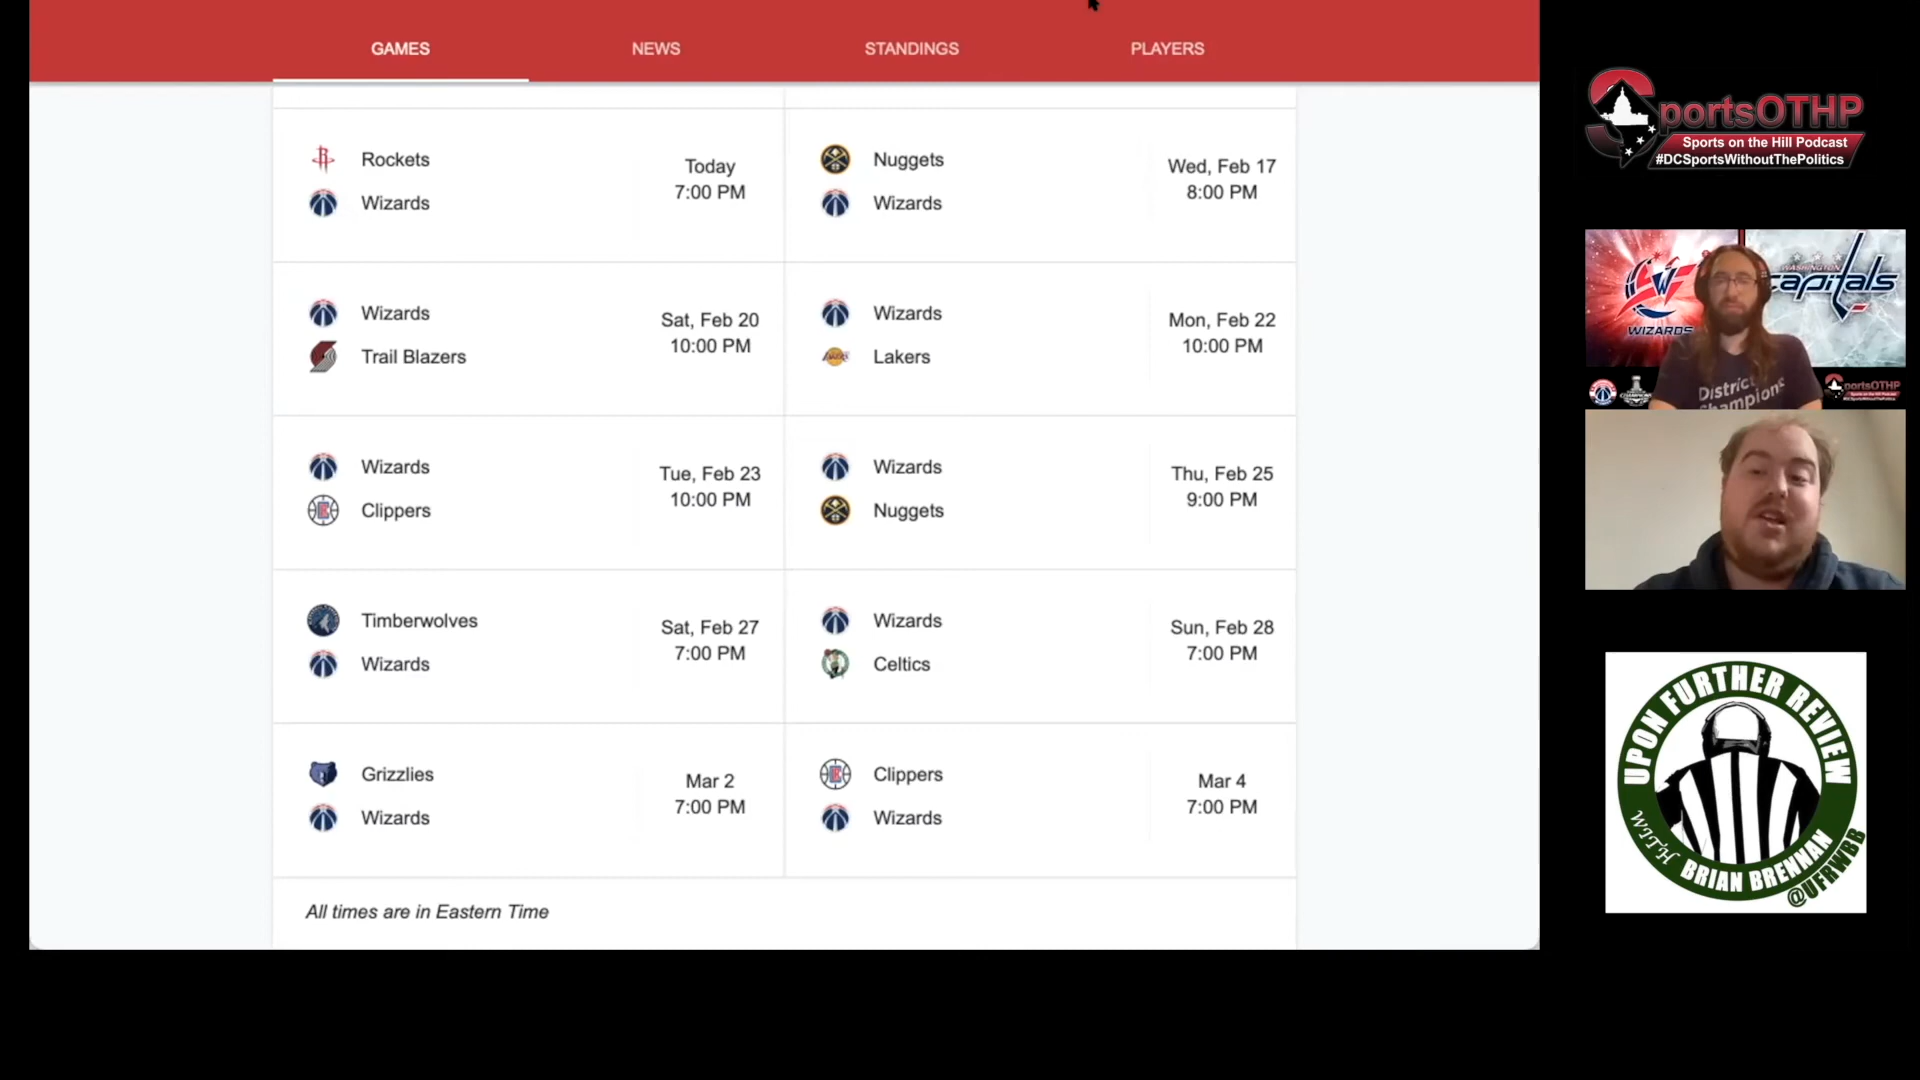 GAMES
NEWS
STANDINGS
PLAYERS
Rockets
Wizards
Today
7:00 PM
Nuggets
Wizards
Wed, Feb 17
8:00 PM
Wizards
Trail Blazers
Sat, Feb 20
10:00 PM
Wizards
Lakers
Mon, Feb 22
10:00 PM
Wizards
Clippers
Tue, Feb 23
10:00 PM
Wizards
Nuggets
Thu, Feb 25
9:00 PM
Timberwolves
Wizards
Sat, Feb 27
7:00 PM
Wizards
Celtics
Sun, Feb 28
7:00 PM
Grizzlies
Wizards
Mar 2
7:00 PM
Clippers
Wizards
Mar 4
7:00 PM
All times are in Eastern Time
SportsOTHP
Sports on the Hill Podcast
#DCSportsWithoutThePolitics
WIZARDS
WASHINGTON
capitals
District
Champions
SportsOTHP
UPON FURTHER REVIEW
WITH
BRIAN BRENNAN
@UFRWBB